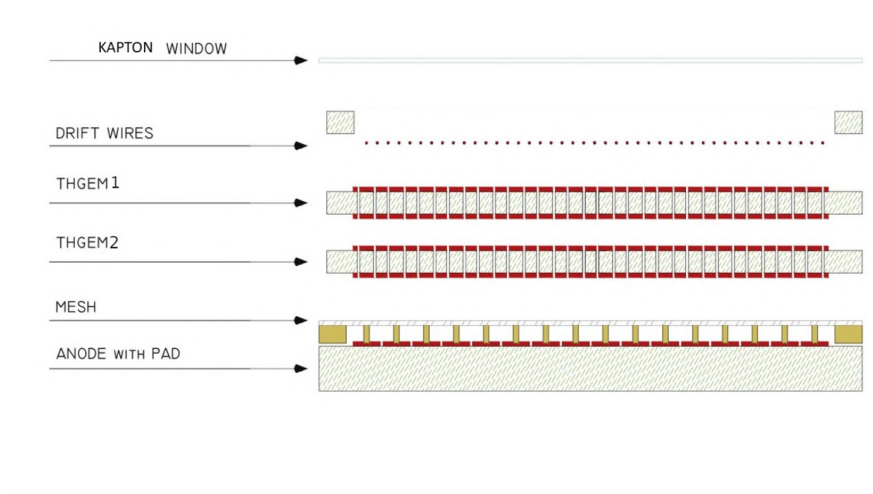 KAPTON WINDOW
DRIFT WIRES
THGEM1
THGEM2
MESH
ANODE WITH PAD